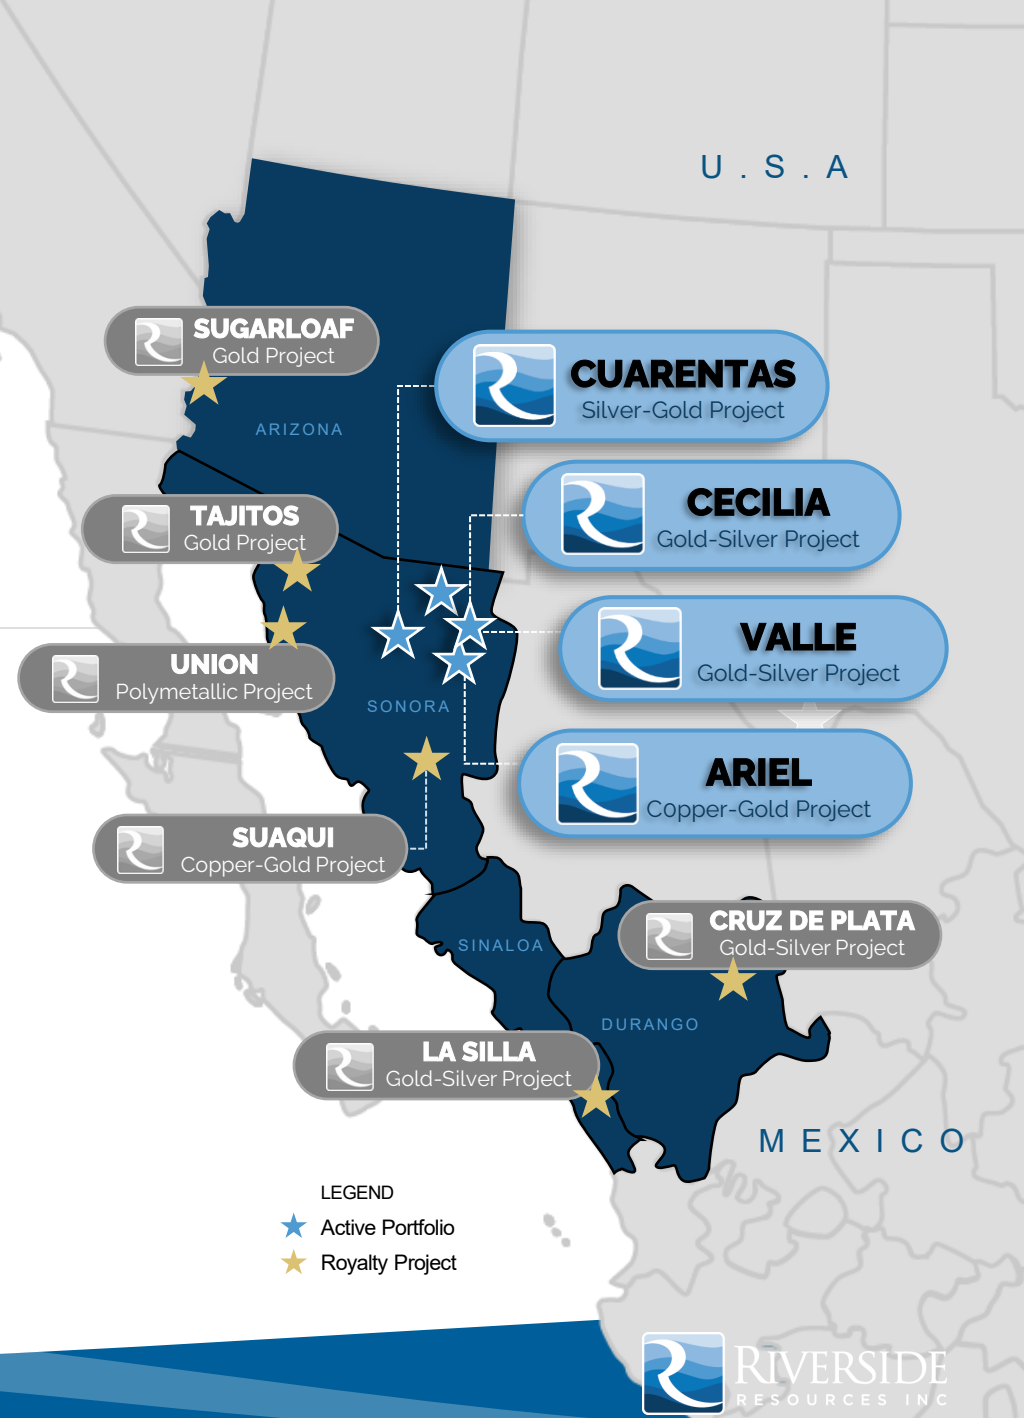 U.S.A
SUGARLOAF
Gold Project
CUARENTAS
Silver-Gold Project
ARIZONA
CECILIA
Gold-Silver Project
TAJITOS
Gold Project
VALLE
Gold-Silver Project
UNION
Polymetallic Project
SONORA
ARIEL
C0pper-Gold Project
SUAQUI
Copper-Gold Project
CRUZ DE PLATA
Gold-Silver Project
SINALOA
DURANGO
LA SILLA
Gold-Silver Project
MEXICO
LEGEND
Active Portfolio
Royalty Project
RIVERSIDE
RESOURCES INC